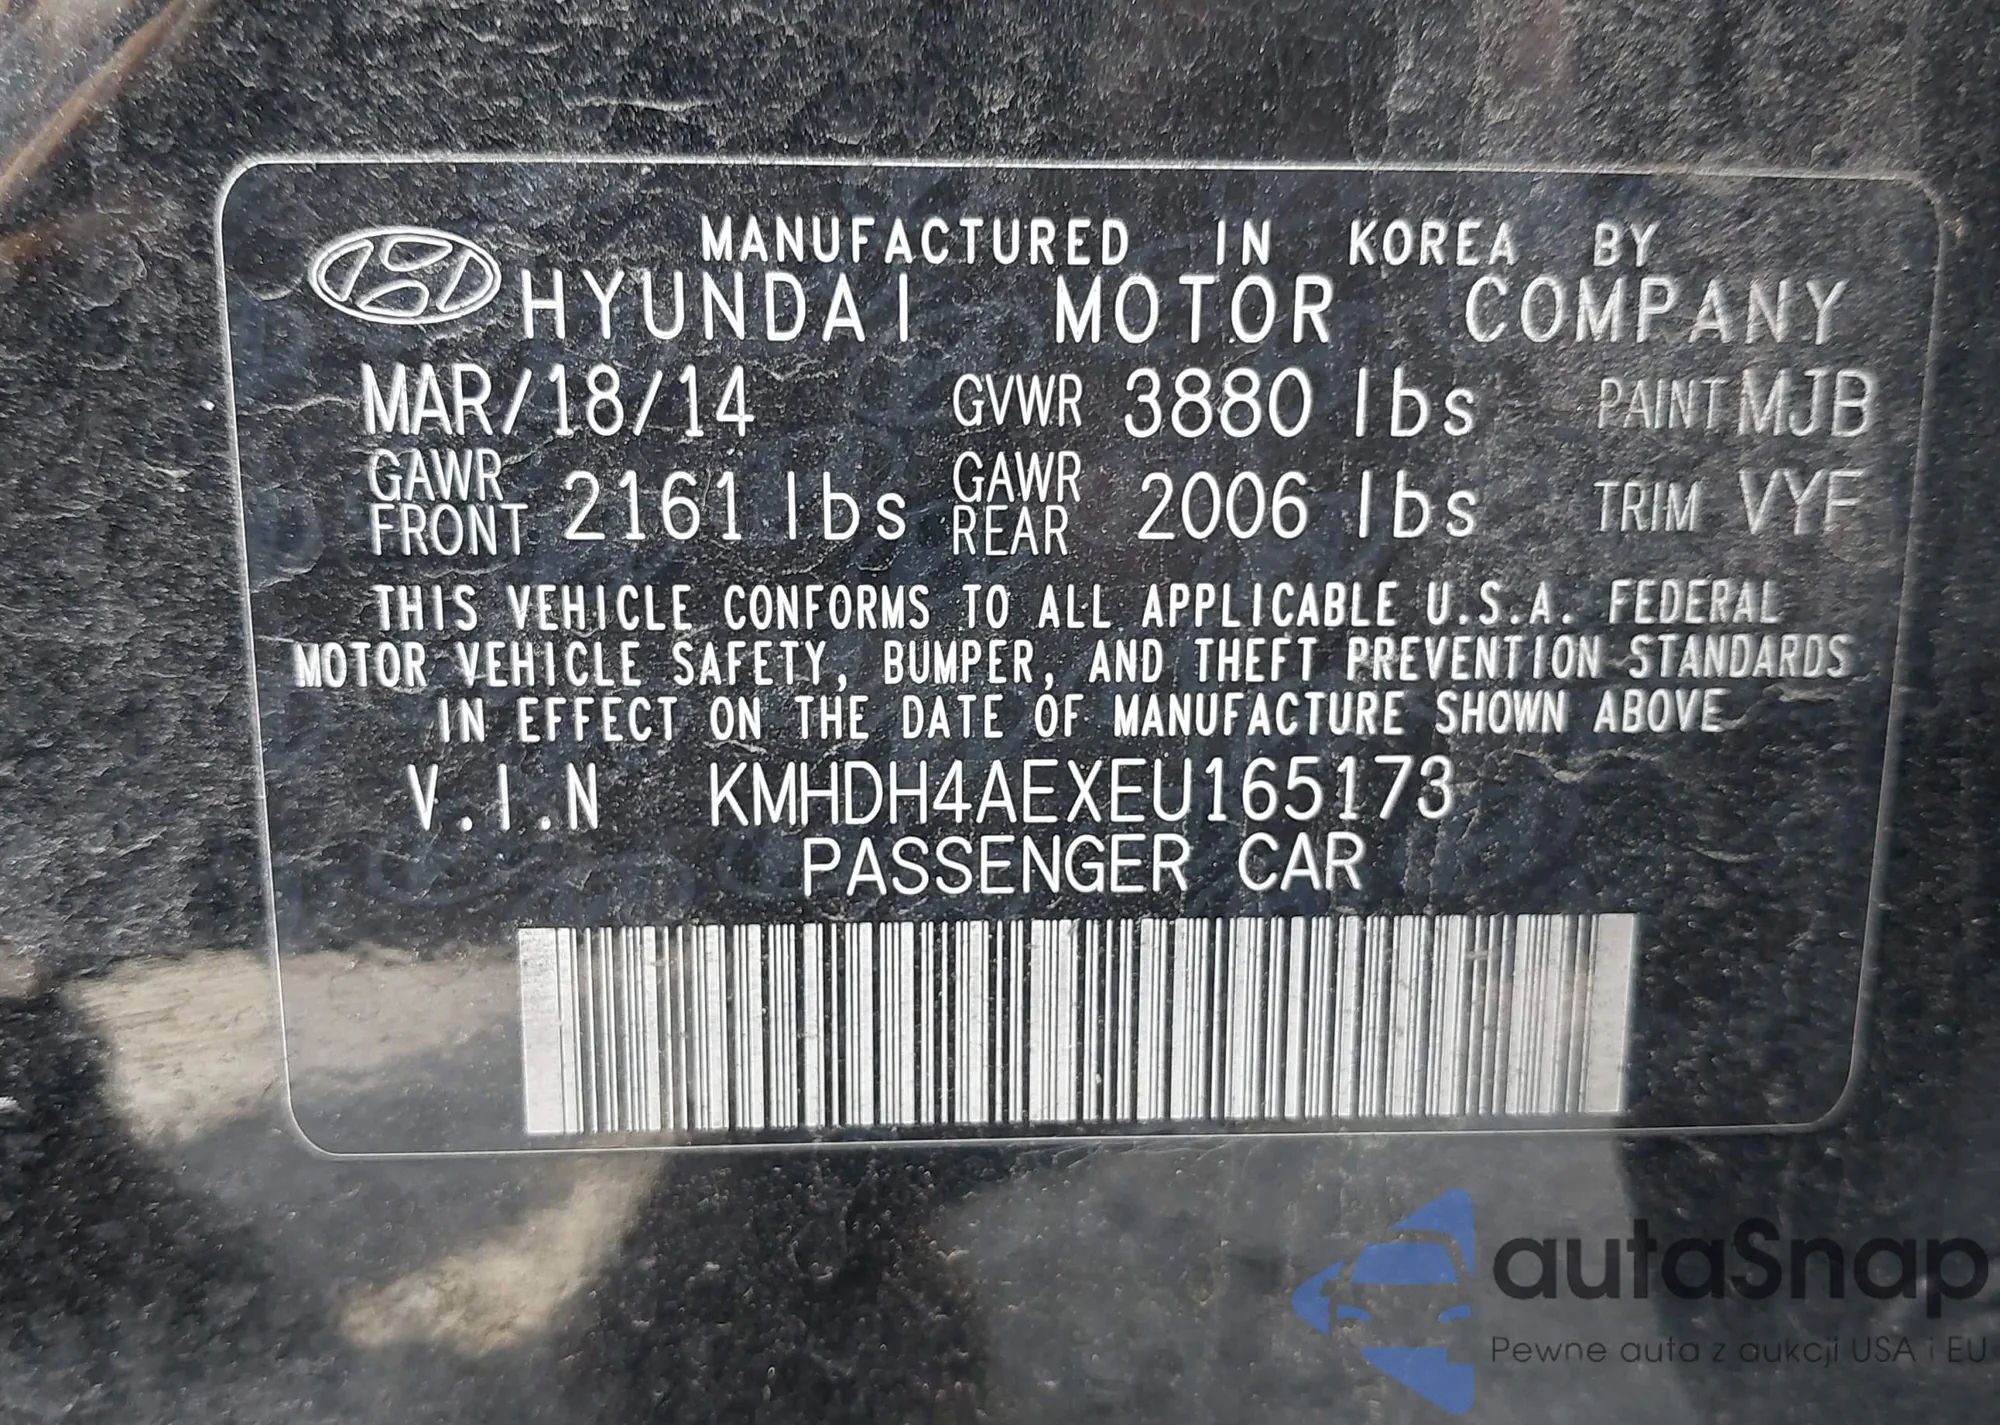 MANUFACTURED IN KOREA BY
HYUNDAI MOTOR COMPANY
MAR/18/14 GVWR 3880 lbs PAINT MJB
GAWR FRONT 2161 lbs GAWR REAR 2006 lbs TRIM VYF
THIS VEHICLE CONFORMS TO ALL APPLICABLE U.S.A. FEDERAL
MOTOR VEHICLE SAFETY, BUMPER, AND THEFT PREVENTION STANDARDS
IN EFFECT ON THE DATE OF MANUFACTURE SHOWN ABOVE
V.I.N KMHDH4AEXEU165173
PASSENGER CAR
autaSnap
Pewne auta z aukcji USA i EU